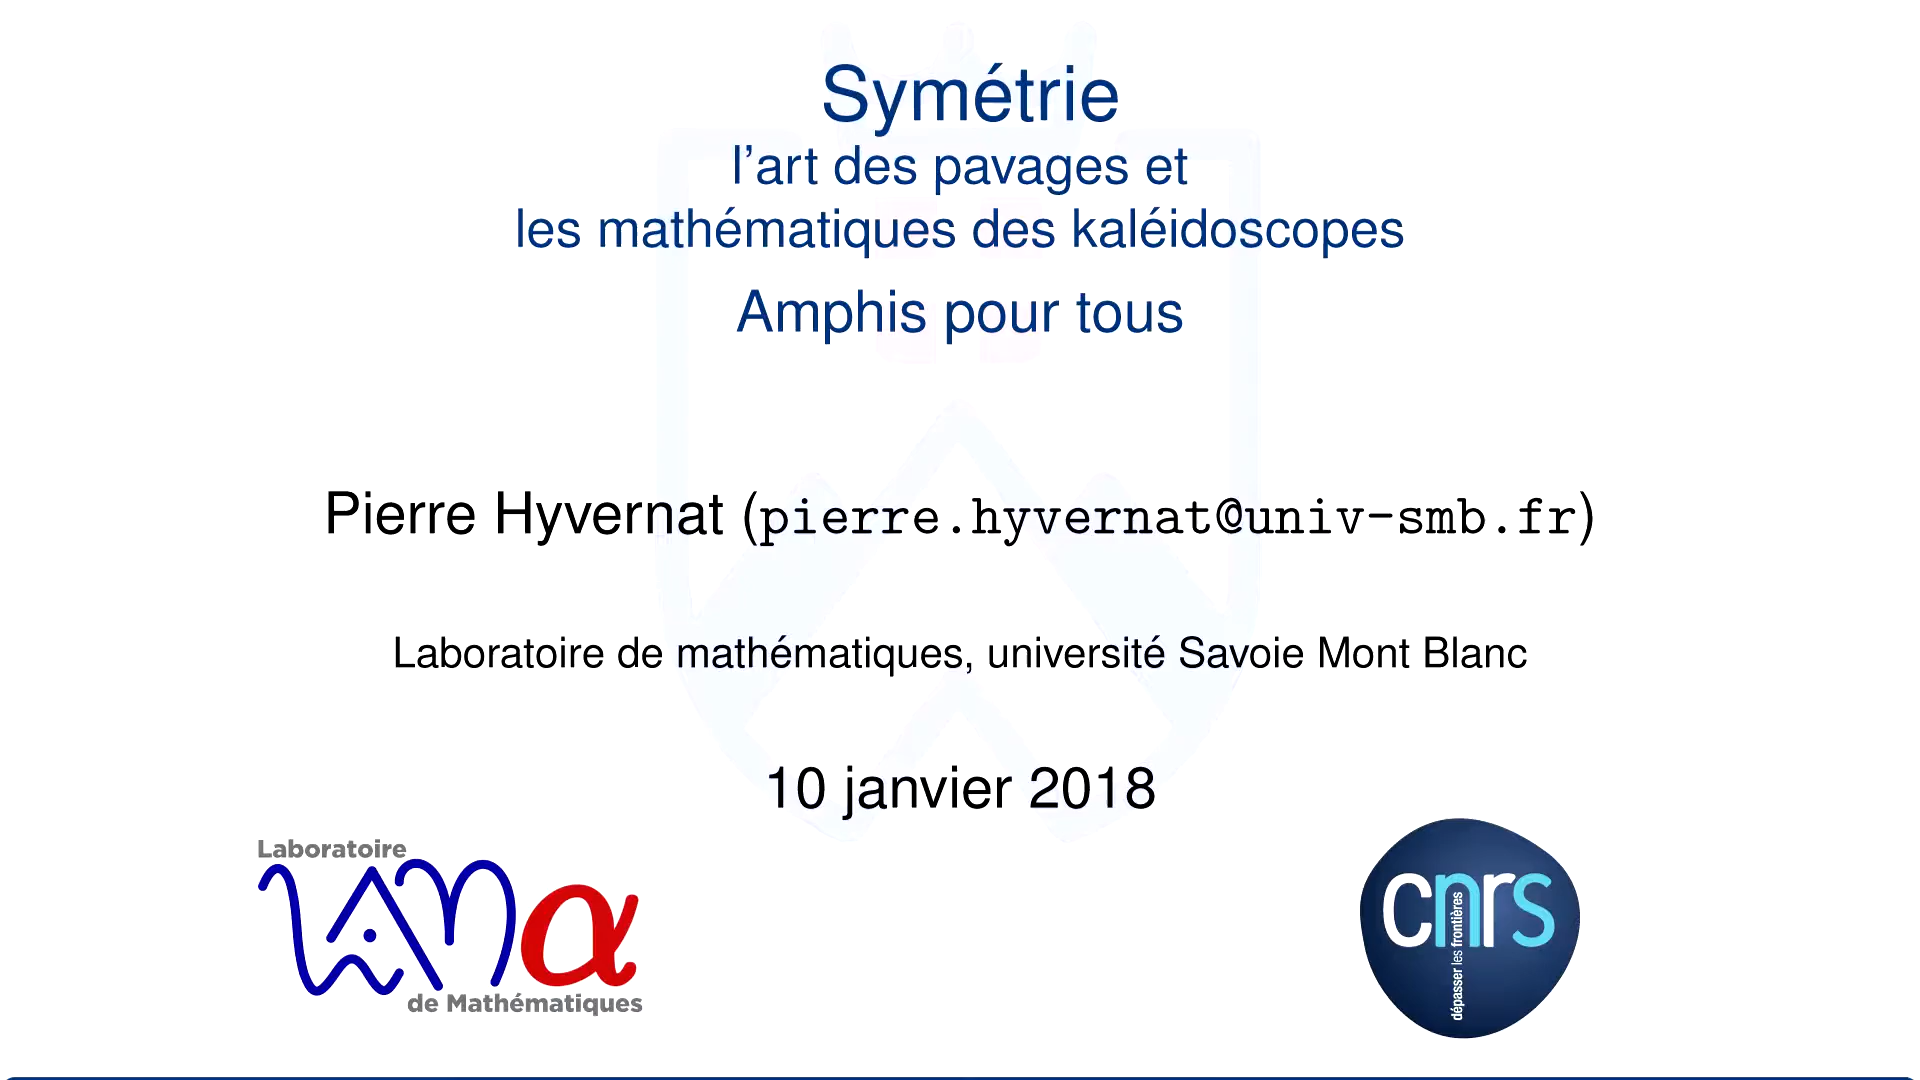 Symétrie
l'art des pavages et
les mathématiques des kaléidoscopes
Amphis pour tous
Pierre Hyvernat (pierre.hyvernat@univ-smb.fr)
Laboratoire de mathématiques, université Savoie Mont Blanc
10 janvier 2018
Laboratoire
LAMA
de Mathématiques
cnrs
dépasser les frontières